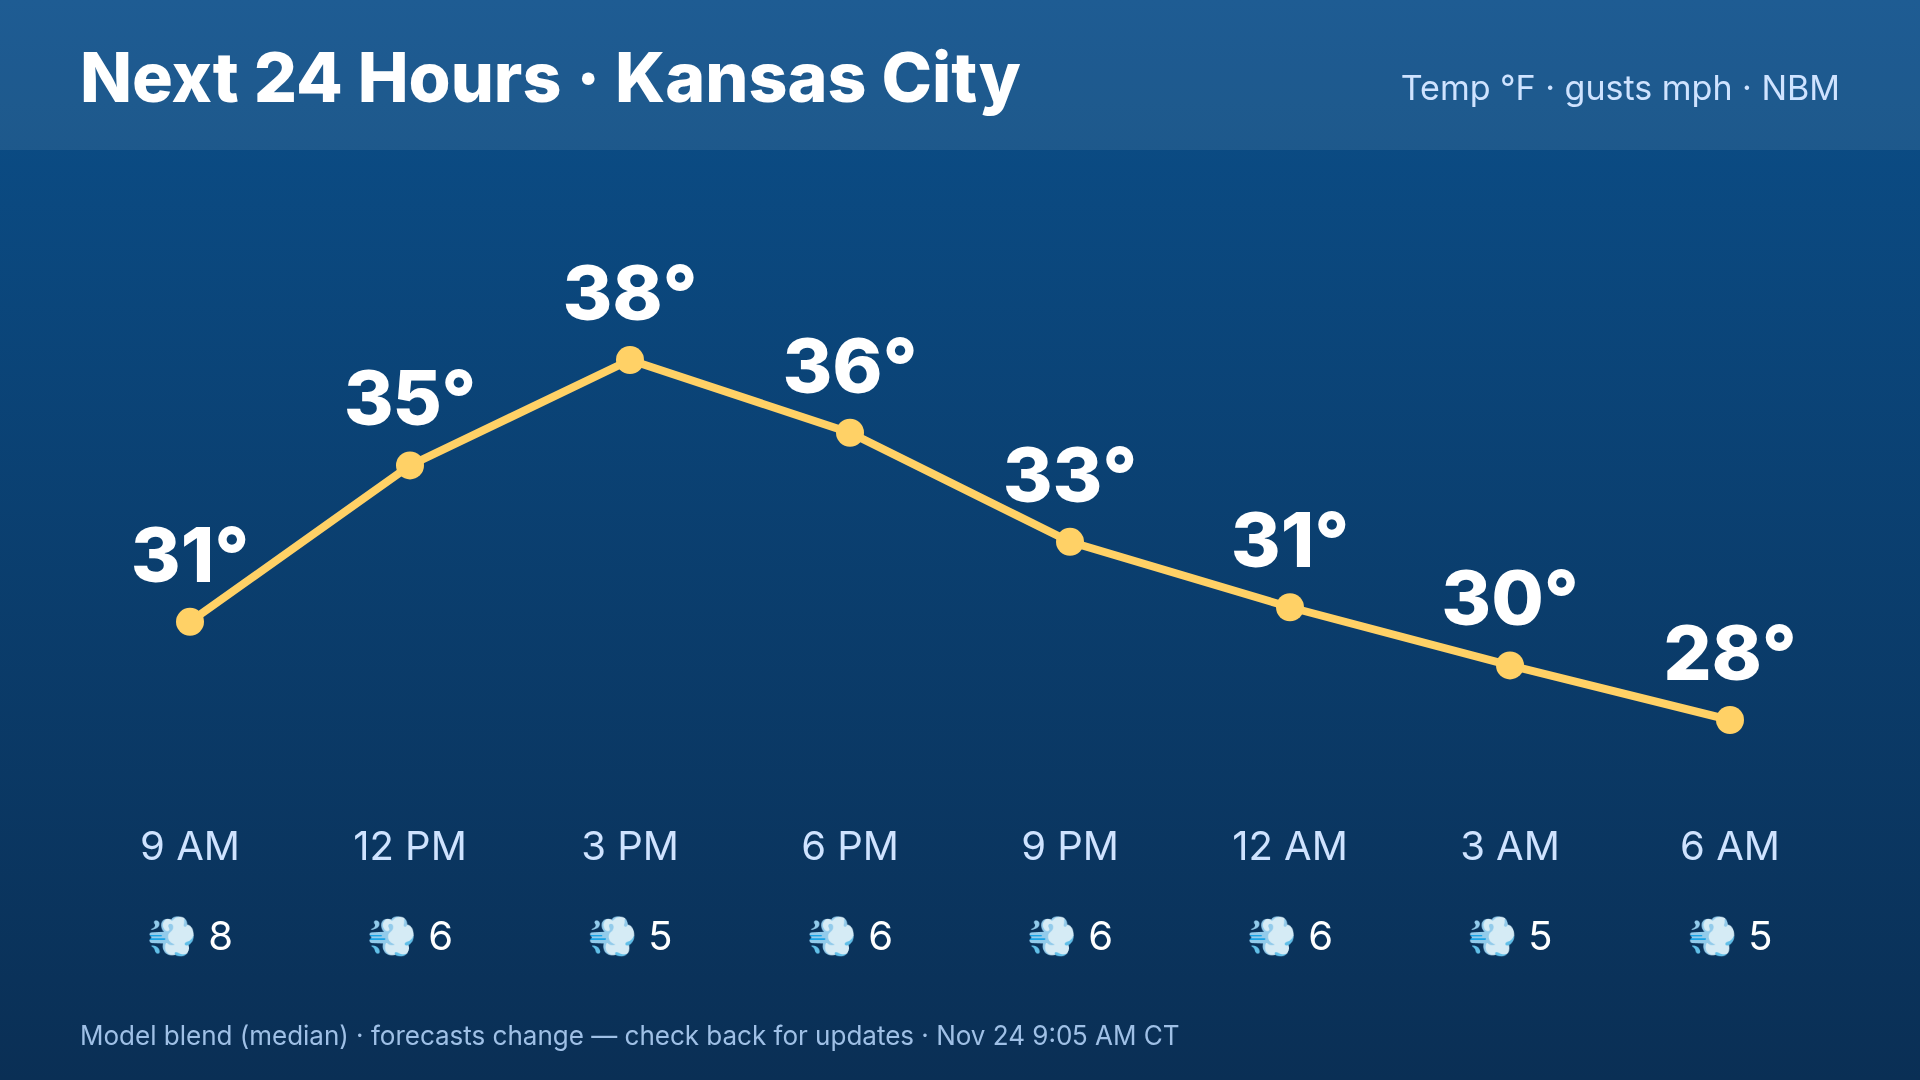 Next 24 Hours · Kansas City
Temp °F · gusts mph · NBM
38°
36°
35°
33°
31°
31°
30°
28°
9 AM 12 PM 3 PM 6 PM 9 PM 12 AM 3 AM 6 AM
💨 8 💨 6 💨 5 💨 6 💨 6 💨 6 💨 5 💨 5
Model blend (median) · forecasts change — check back for updates · Nov 24 9:05 AM CT